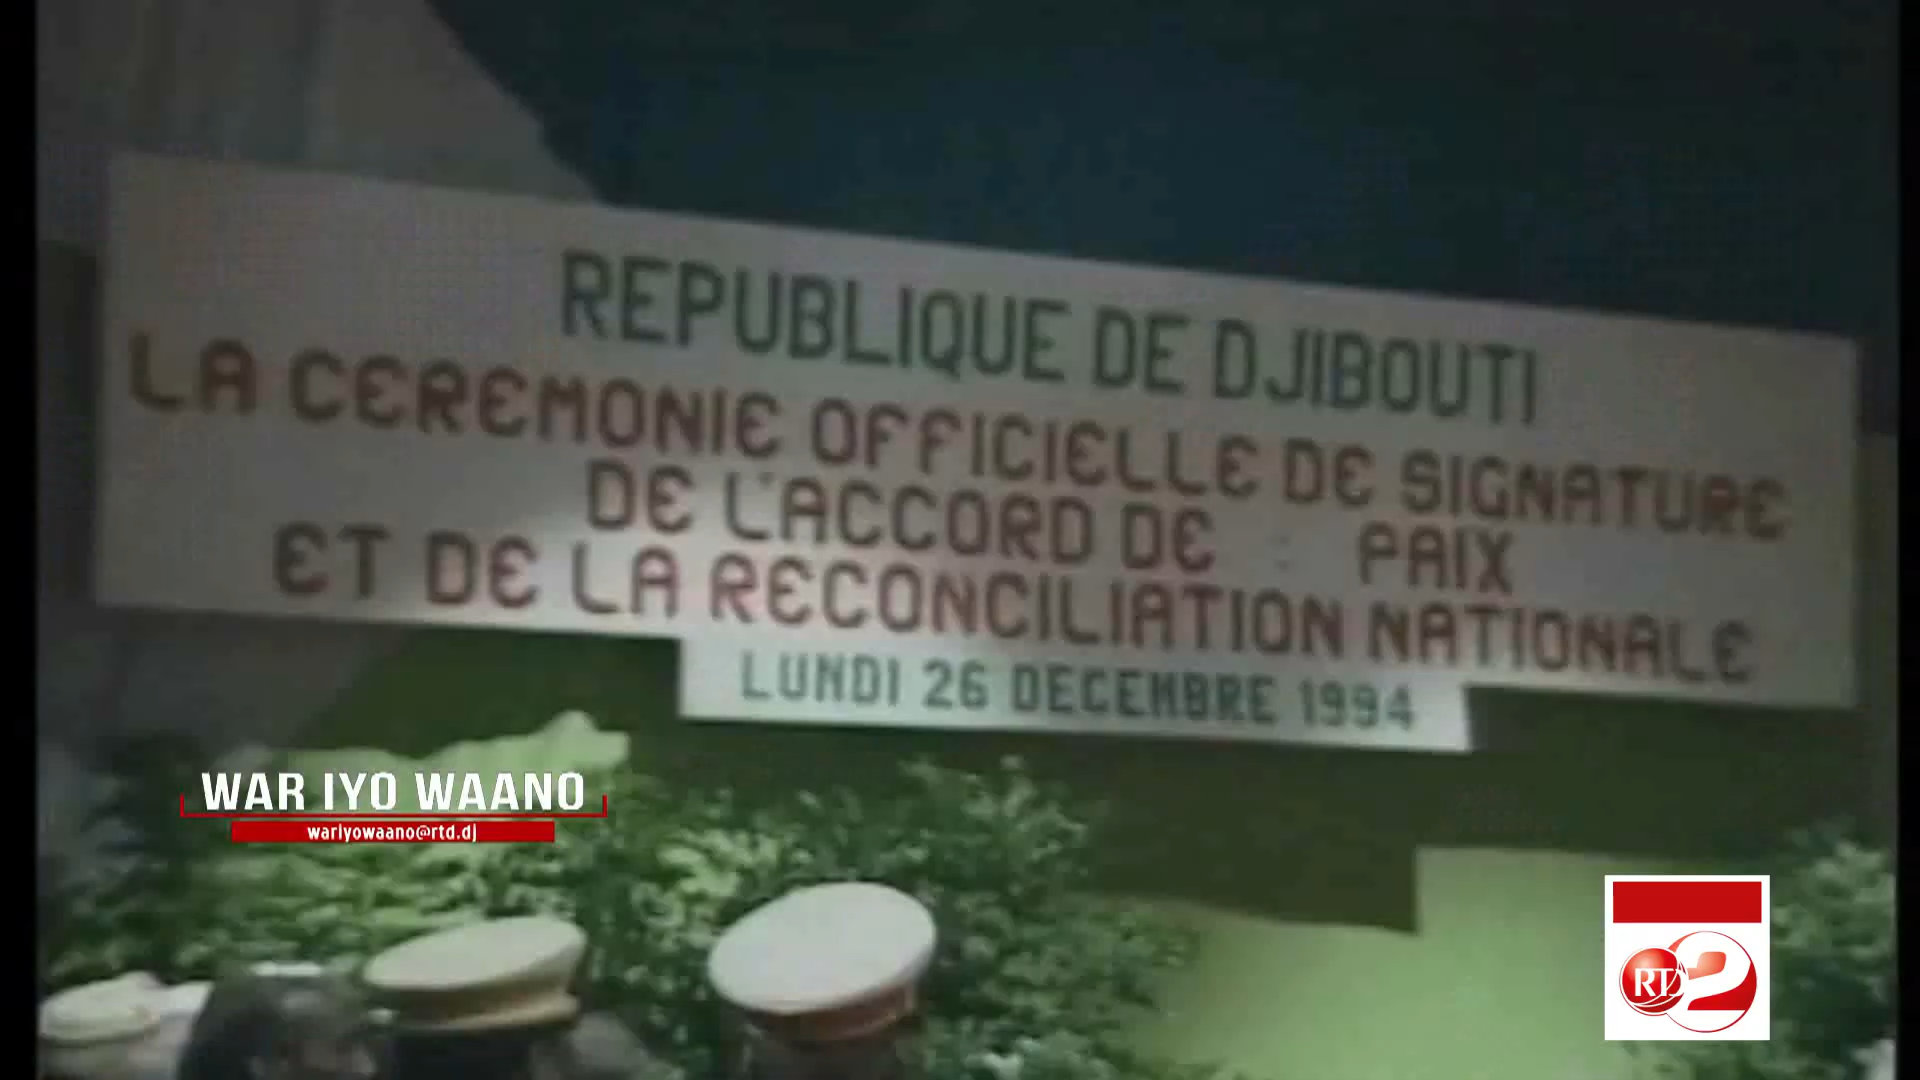 REPUBLIQUE DE DJIBOUTI
LA CEREMONIE OFFICIELLE DE SIGNATURE
DE L'ACCORD DE PAIX
ET DE LA RECONCILIATION NATIONALE
LUNDI 26 DECEMBRE 1994
WAR IYO WAANO
wariyowaano@rtd.dj
RTD 2